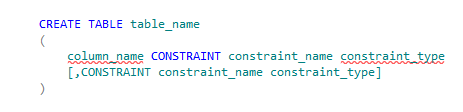 CREATE TABLE table_name
(
column_name CONSTRAINT constraint_name constraint_type
[,CONSTRAINT constraint_name constraint_type]
)